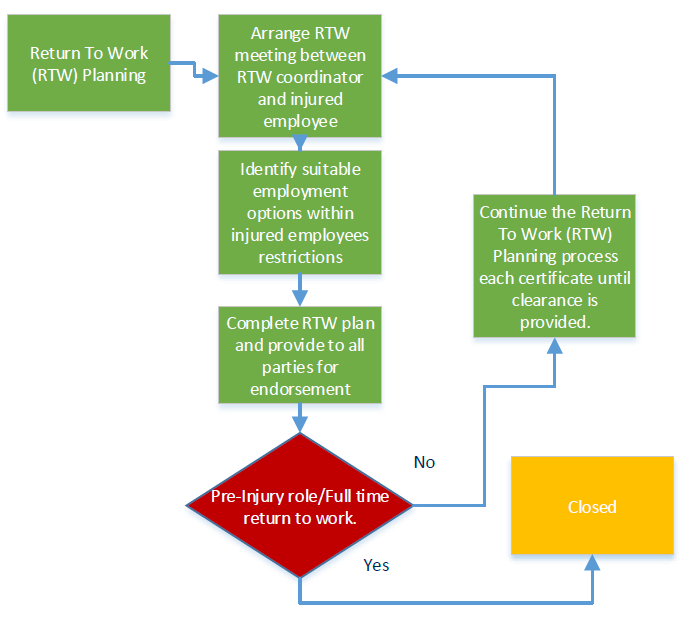 Return To Work
(RTW) Planning
Arrange RTW
meeting between
RTW coordinator
and injured
employee
Identify suitable
employment
options within
injured employees
restrictions
Complete RTW plan
and provide to all
parties for
endorsement
Pre-Injury role/Full time
return to work.
No
Yes
Continue the Return
To Work (RTW)
Planning process
each certificate until
clearance is
provided.
Closed